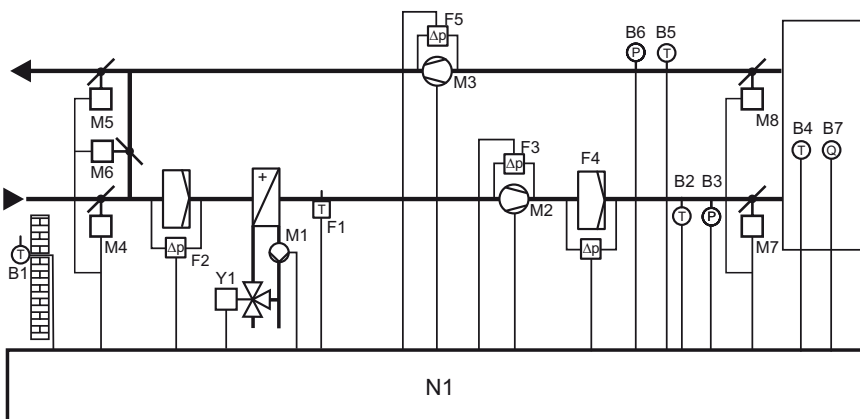 F5
B6 B5
Δp
P
T
M3
M5
M8
F3
B4 B7
M6
Δp
F4
T
Q
+
B2 B3
T
M2
T
P
M4
F1
M7
Δp
F2
M1
Δp
T
B1
Y1
N1